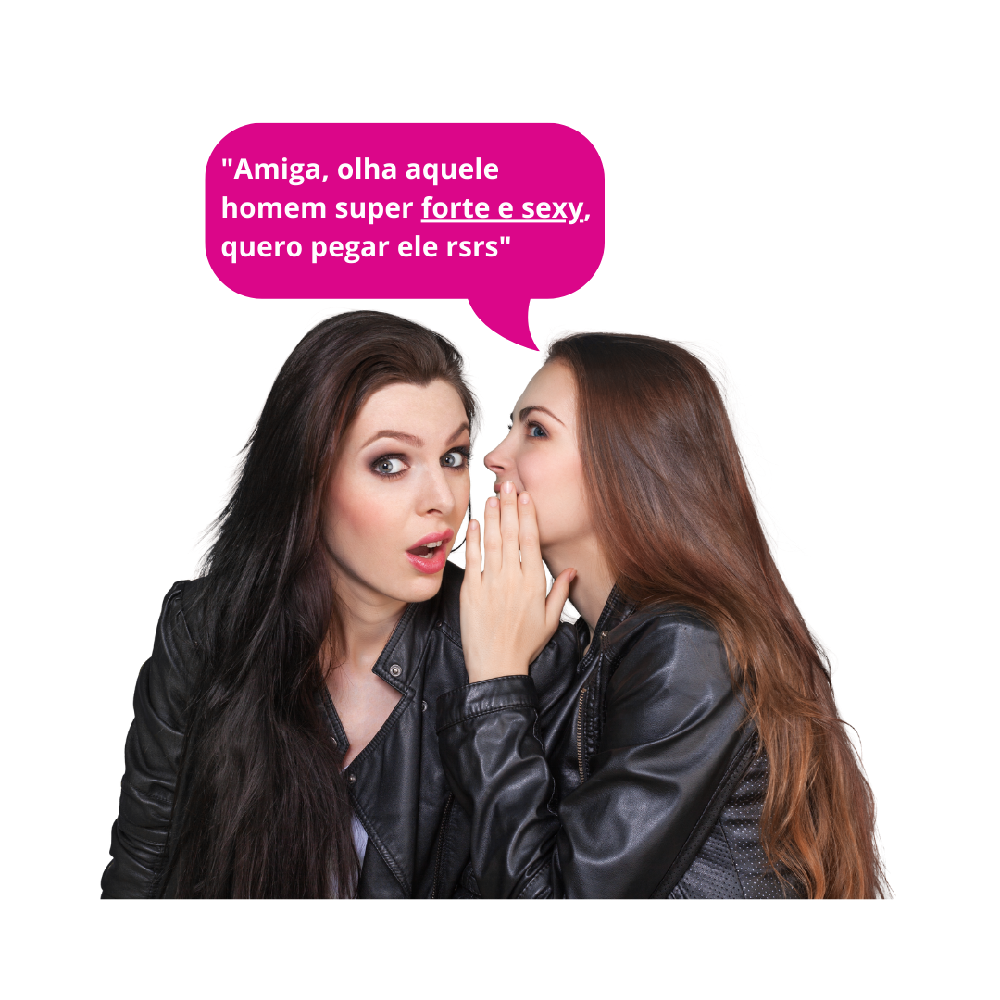 "Amiga, olha aquele
homem super forte e sexy,
quero pegar ele rsrs"